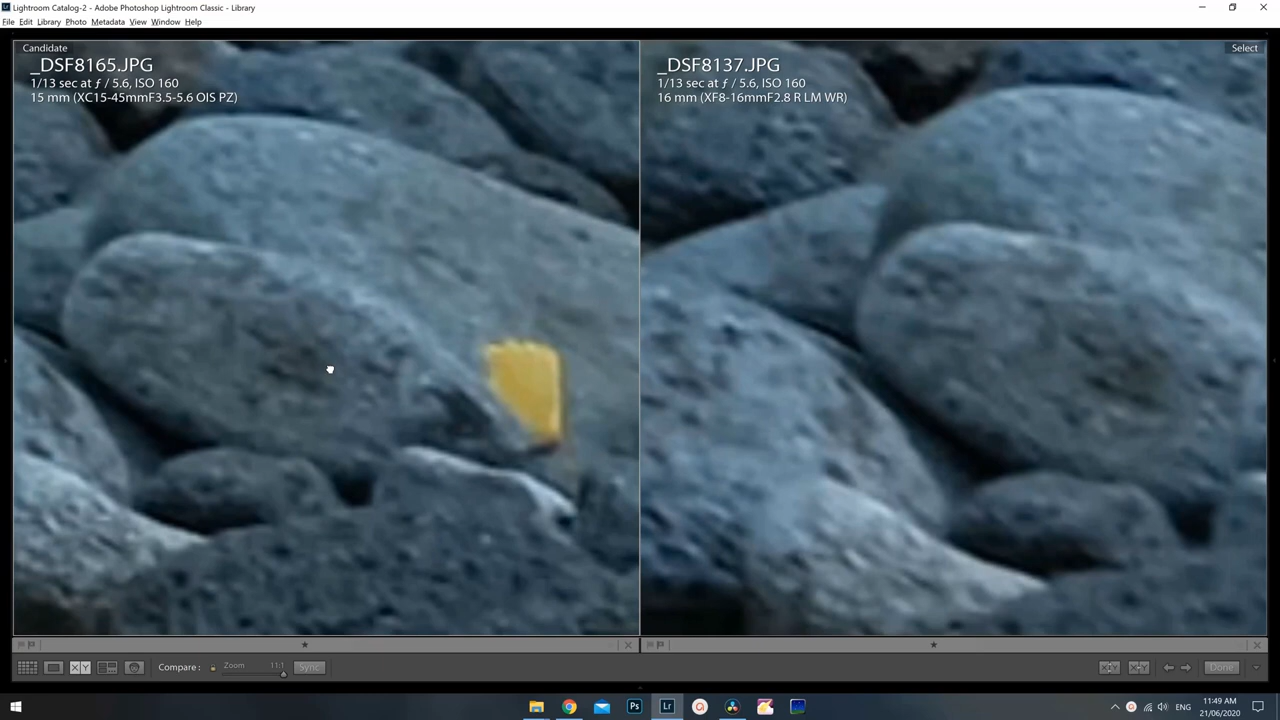 Lightroom Catalog-2 - Adobe Photoshop Lightroom Classic - Library
File Edit Library Photo Metadata View Window Help
Candidate
_DSF8165.JPG
1/13 sec at ƒ / 5.6, ISO 160
15 mm (XC15-45mmF3.5-5.6 OIS PZ)
Select
_DSF8137.JPG
1/13 sec at ƒ / 5.6, ISO 160
16 mm (XF8-16mmF2.8 R LM WR)
X Y Compare : Zoom 11:1 Sync X Y X Y Done
Ps Lr ENG 11:49 AM
21/06/2020